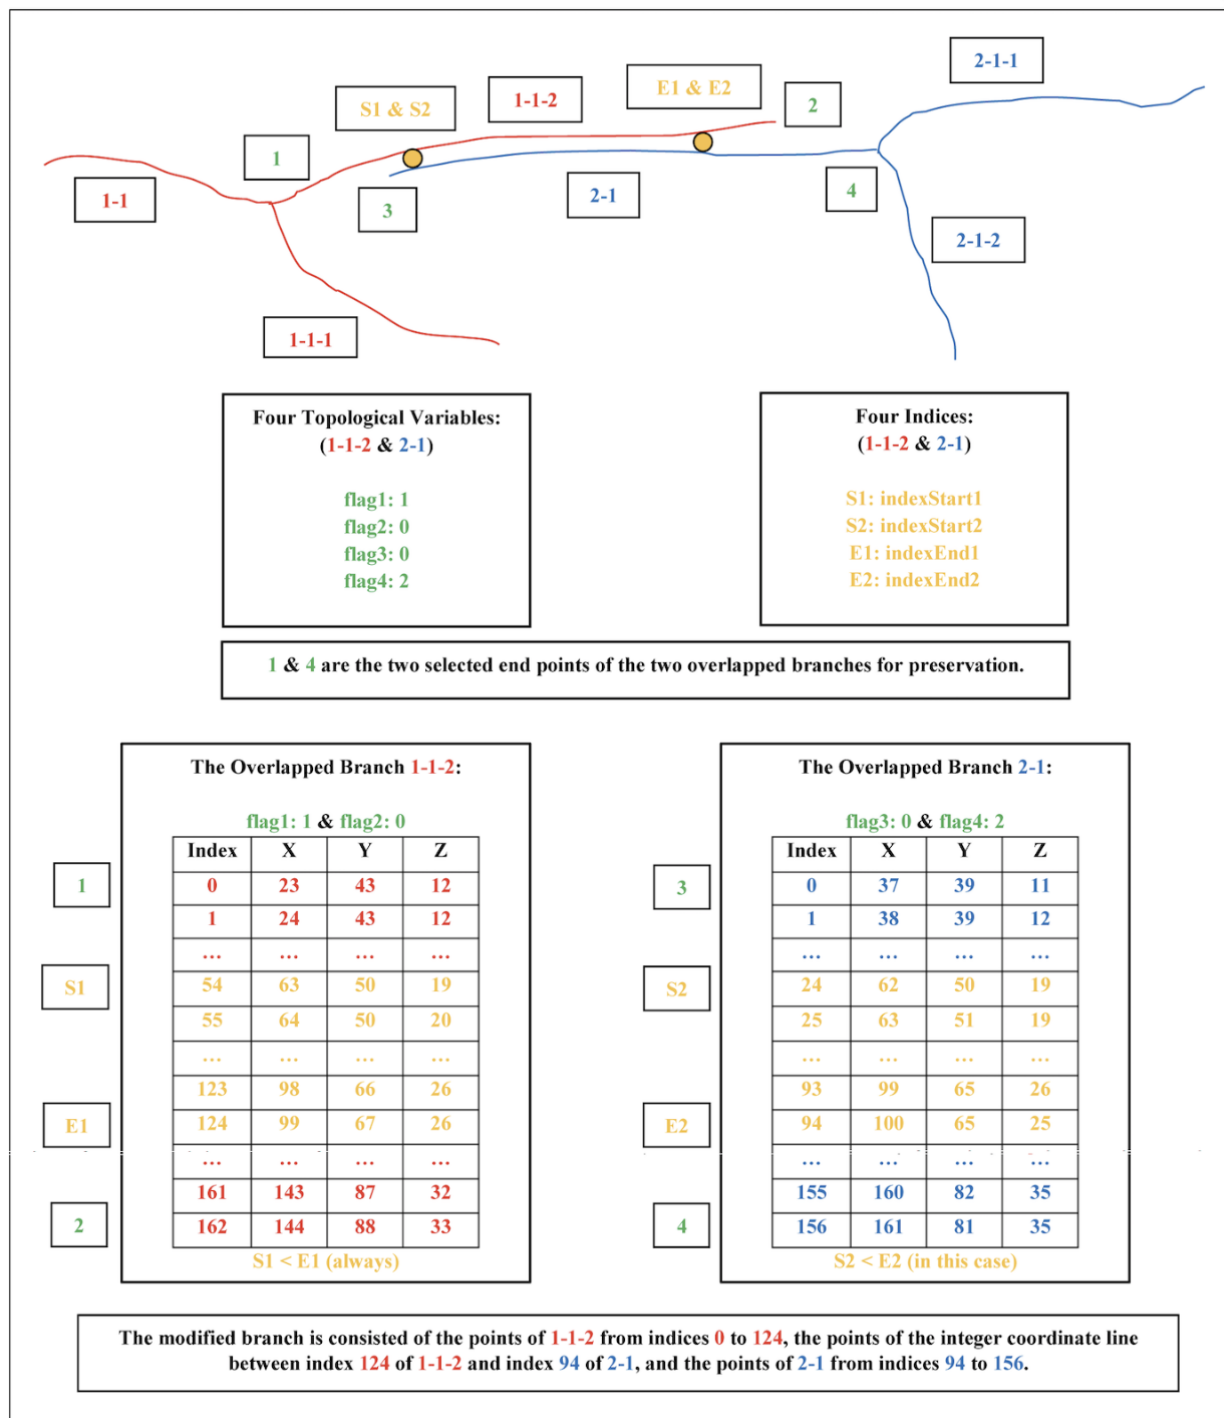 2-1-1
S1 & S2
1-1-2
E1 & E2
2
1
1-1
3
2-1
4
2-1-2
1-1-1
Four Topological Variables:
(1-1-2 & 2-1)
flag1: 1
flag2: 0
flag3: 0
flag4: 2
Four Indices:
(1-1-2 & 2-1)
S1: indexStart1
S2: indexStart2
E1: indexEnd1
E2: indexEnd2
1 & 4 are the two selected end points of the two overlapped branches for preservation.
The Overlapped Branch 1-1-2:
flag1: 1 & flag2: 0
Index X Y Z
1 0 23 43 12
1 24 43 12
... ... ... ...
S1 54 63 50 19
55 64 50 20
... ... ... ...
123 98 66 26
E1 124 99 67 26
... ... ... ...
161 143 87 32
2 162 144 88 33
S1 < E1 (always)
The Overlapped Branch 2-1:
flag3: 0 & flag4: 2
Index X Y Z
3 0 37 39 11
1 38 39 12
... ... ... ...
S2 24 62 50 19
25 63 51 19
... ... ... ...
93 99 65 26
E2 94 100 65 25
... ... ... ...
155 160 82 35
4 156 161 81 35
S2 < E2 (in this case)
The modified branch is consisted of the points of 1-1-2 from indices 0 to 124, the points of the integer coordinate line
between index 124 of 1-1-2 and index 94 of 2-1, and the points of 2-1 from indices 94 to 156.